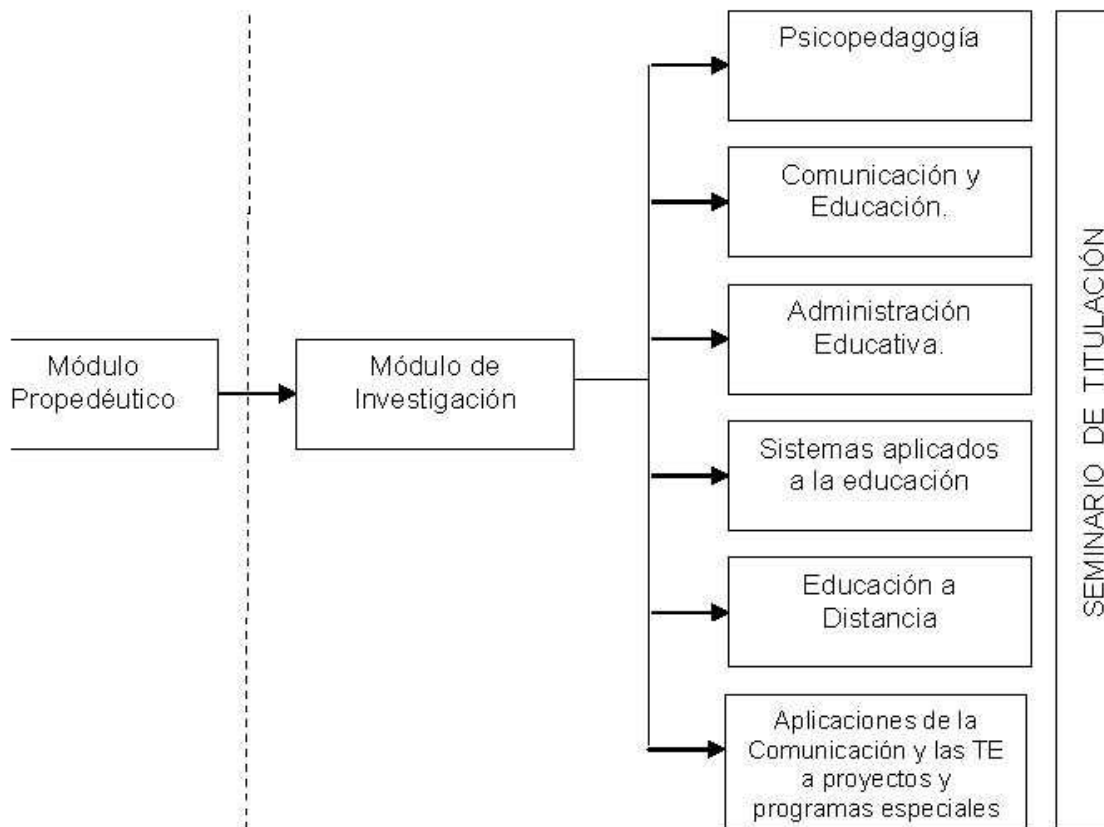 Módulo
Propedéutico
Módulo de
Investigación
Psicopedagogía
Comunicación y
Educación.
Administración
Educativa.
Sistemas aplicados
a la educación
Educación a
Distancia
Aplicaciones de la
Comunicación y las TE
a proyectos y
programas especiales
SEMINARIO DE TITULACIÓN